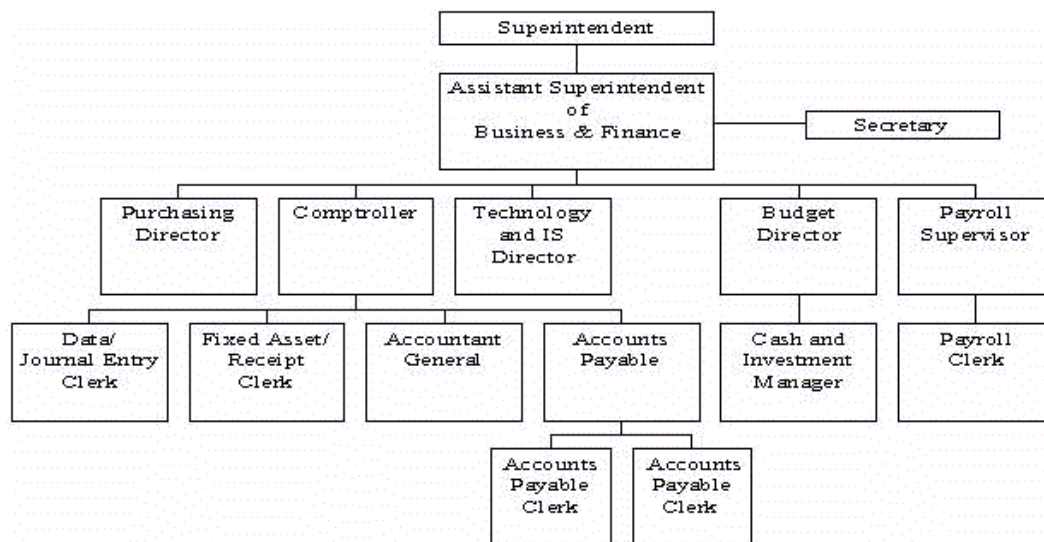 Superintendent
Assistant Superintendent
of
Business & Finance
Secretary
Purchasing
Director
Comptroller
Technology
and IS
Director
Budget
Director
Payroll
Supervisor
Data/
Journal Entry
Clerk
Fixed Asset/
Receipt
Clerk
Accountant
General
Accounts
Payable
Cash and
Investment
Manager
Payroll
Clerk
Accounts
Payable
Clerk
Accounts
Payable
Clerk